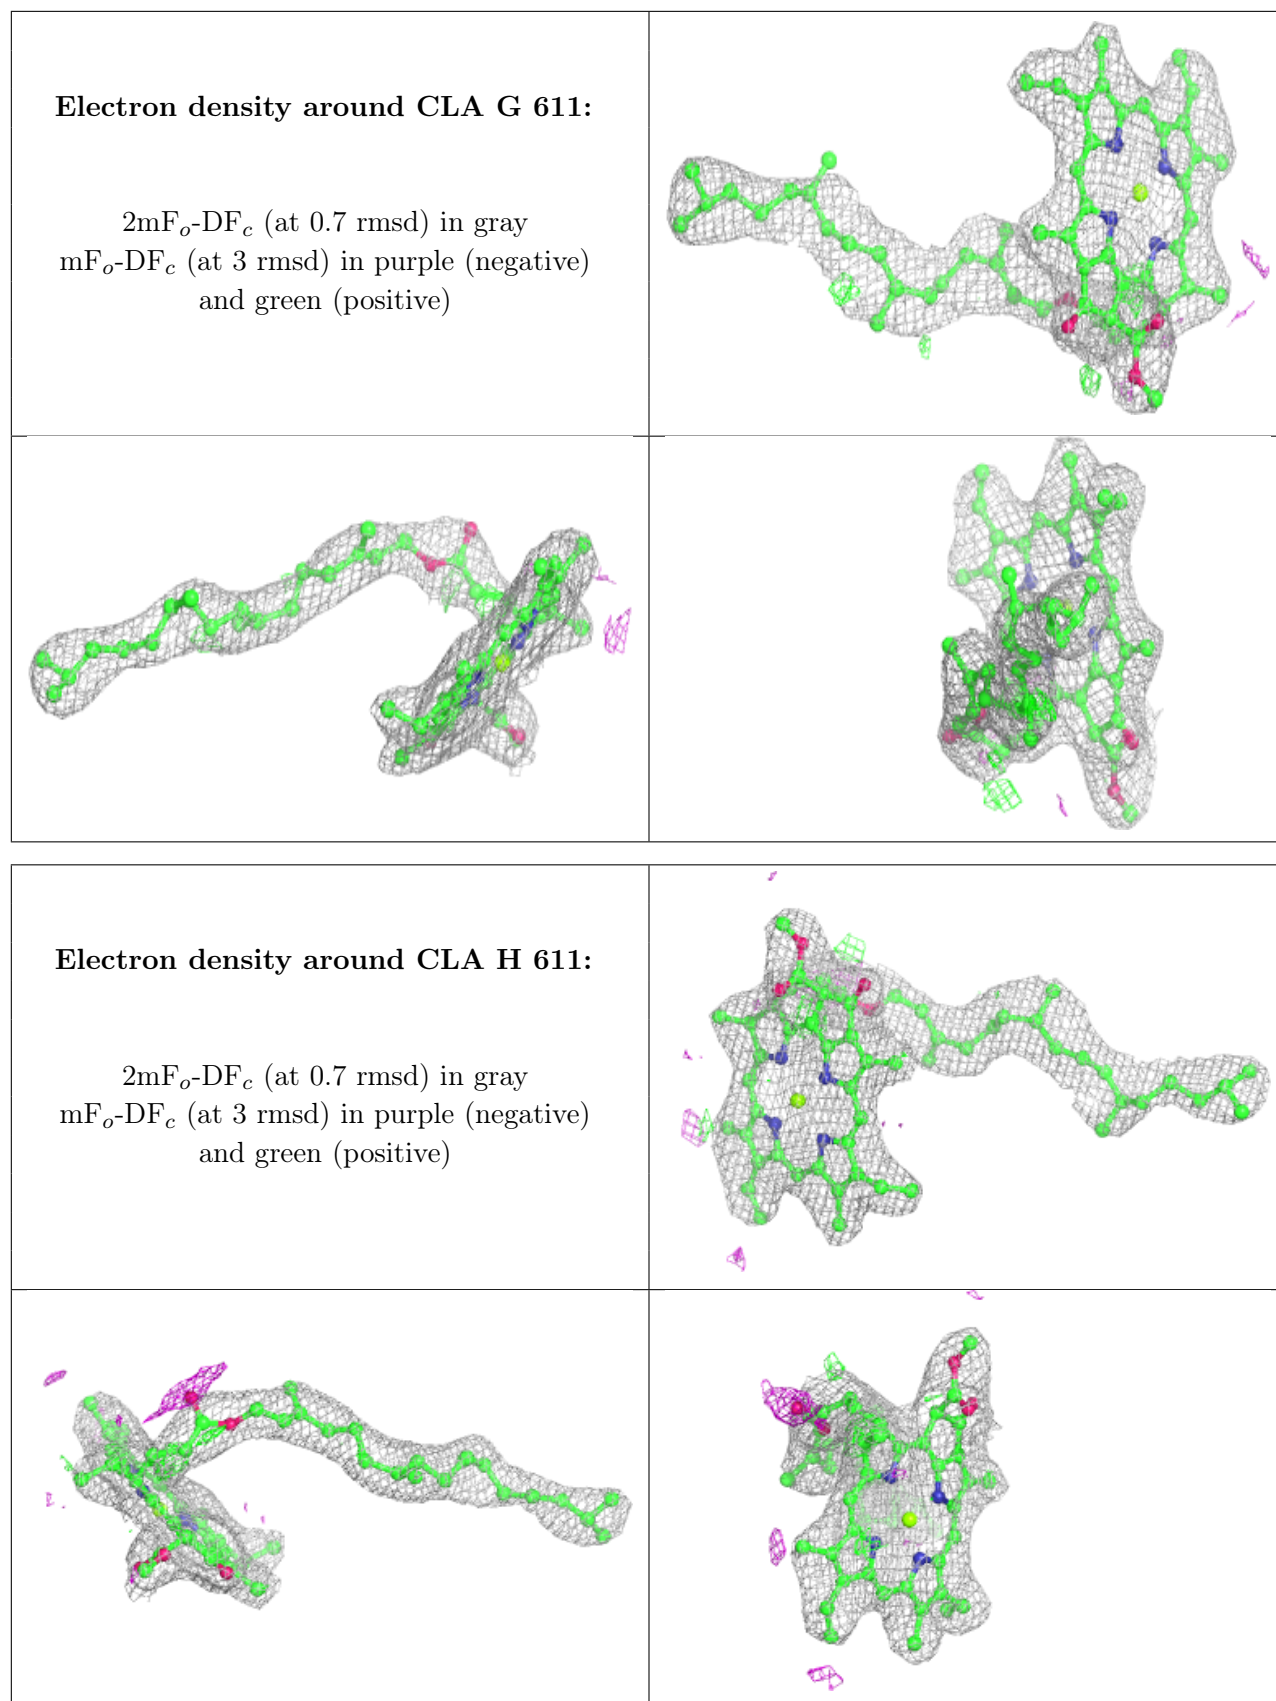 Electron density around CLA G 611:
2mFo-DFc (at 0.7 rmsd) in gray
mFo-DFc (at 3 rmsd) in purple (negative)
and green (positive)
Electron density around CLA H 611:
2mFo-DFc (at 0.7 rmsd) in gray
mFo-DFc (at 3 rmsd) in purple (negative)
and green (positive)